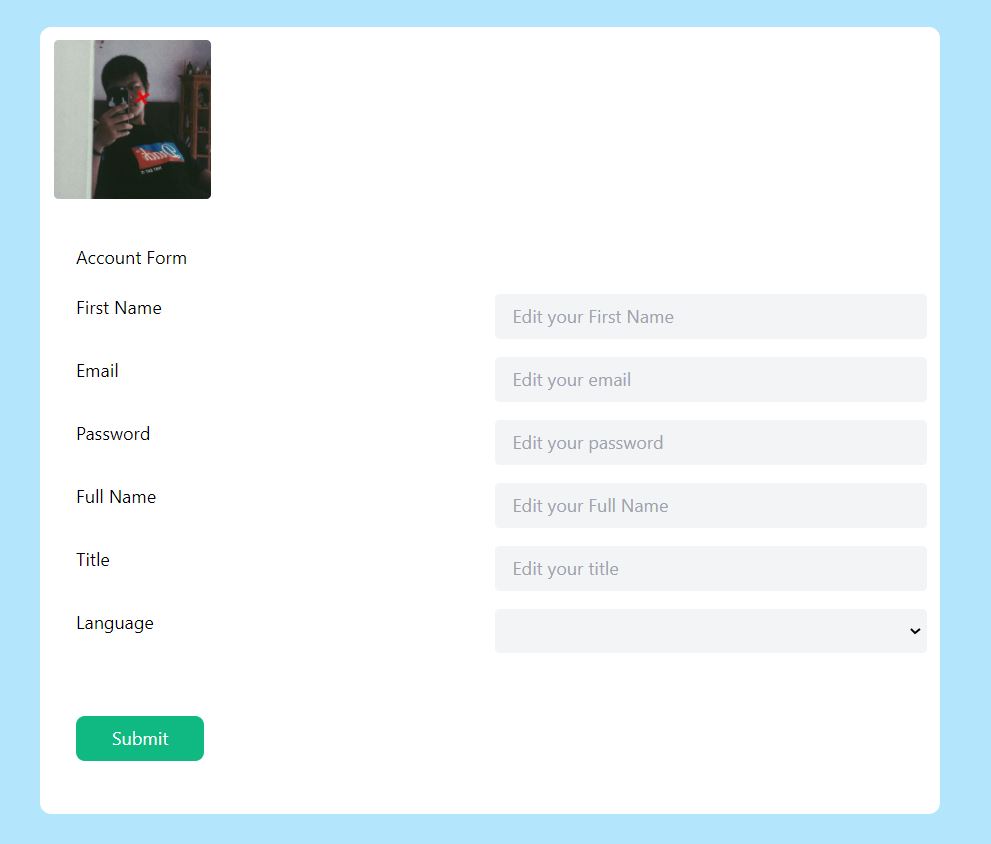 Account Form
First Name
Edit your First Name
Email
Edit your email
Password
Edit your password
Full Name
Edit your Full Name
Title
Edit your title
Language
Submit